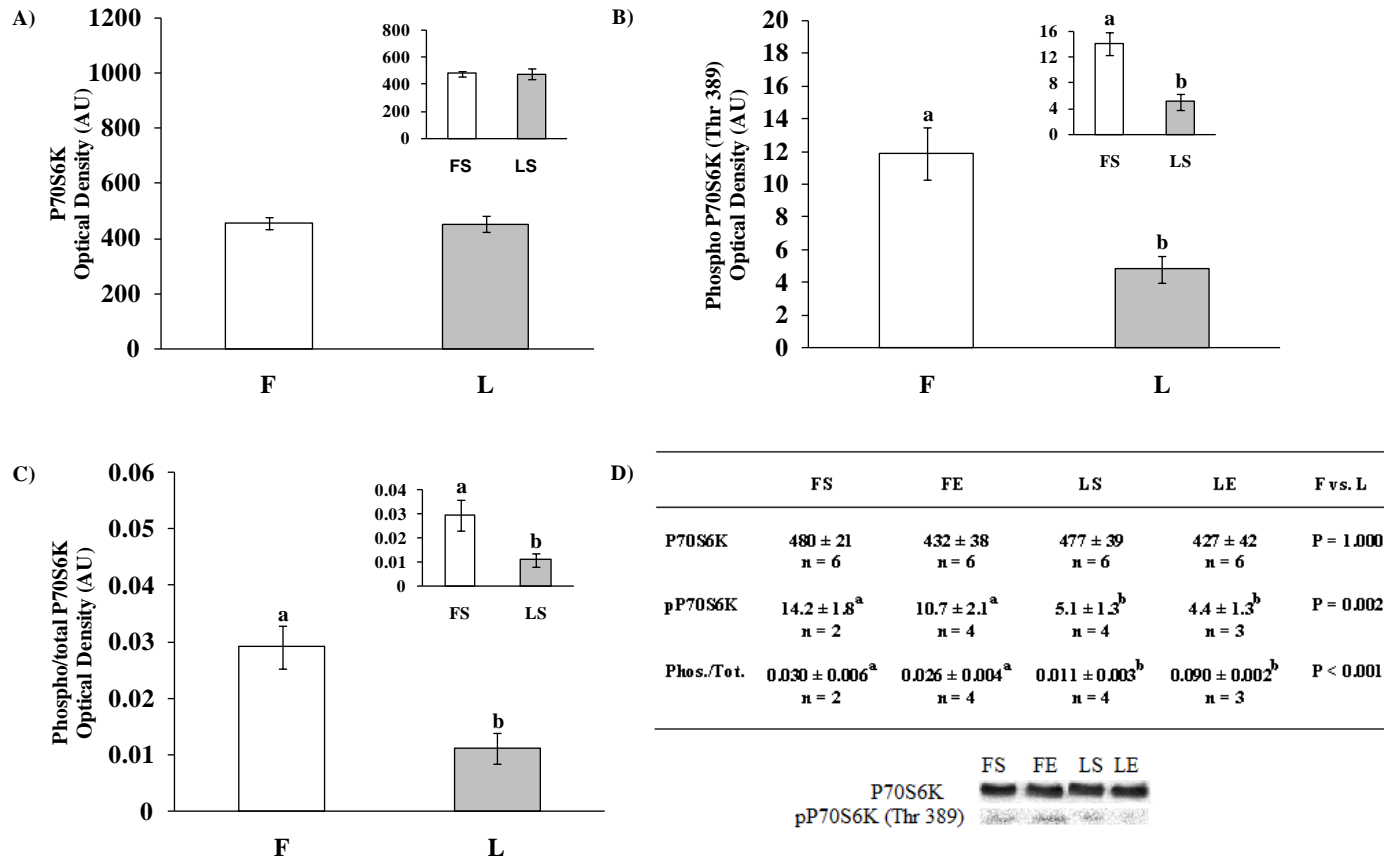 A)
P70S6K
Optical Density (AU)
1200
1000
800
600
400
200
0
F
L
800
600
400
200
0
FS
LS
B)
Phospho P70S6K (Thr 389)
Optical Density (AU)
20
18
16
14
12
10
8
6
4
2
0
a
b
F
L
16
12
8
4
0
a
b
FS
LS
C)
Phospho/total P70S6K
Optical Density (AU)
0.06
0.05
0.04
0.03
0.02
0.01
0
a
b
F
L
0.04
0.03
0.02
0.01
0
a
b
FS
LS
D)
FS FE LS LE F vs. L
P70S6K 480 ± 21 432 ± 38 477 ± 39 427 ± 42 P = 1.000
n = 6 n = 6 n = 6 n = 6
pP70S6K 14.2 ± 1.8a 10.7 ± 2.1a 5.1 ± 1.3b 4.4 ± 1.3b P = 0.002
n = 2 n = 4 n = 4 n = 3
Phos./Tot. 0.030 ± 0.006a 0.026 ± 0.004a 0.011 ± 0.003b 0.090 ± 0.002b P < 0.001
n = 2 n = 4 n = 4 n = 3
FS FE LS LE
P70S6K
pP70S6K (Thr 389)